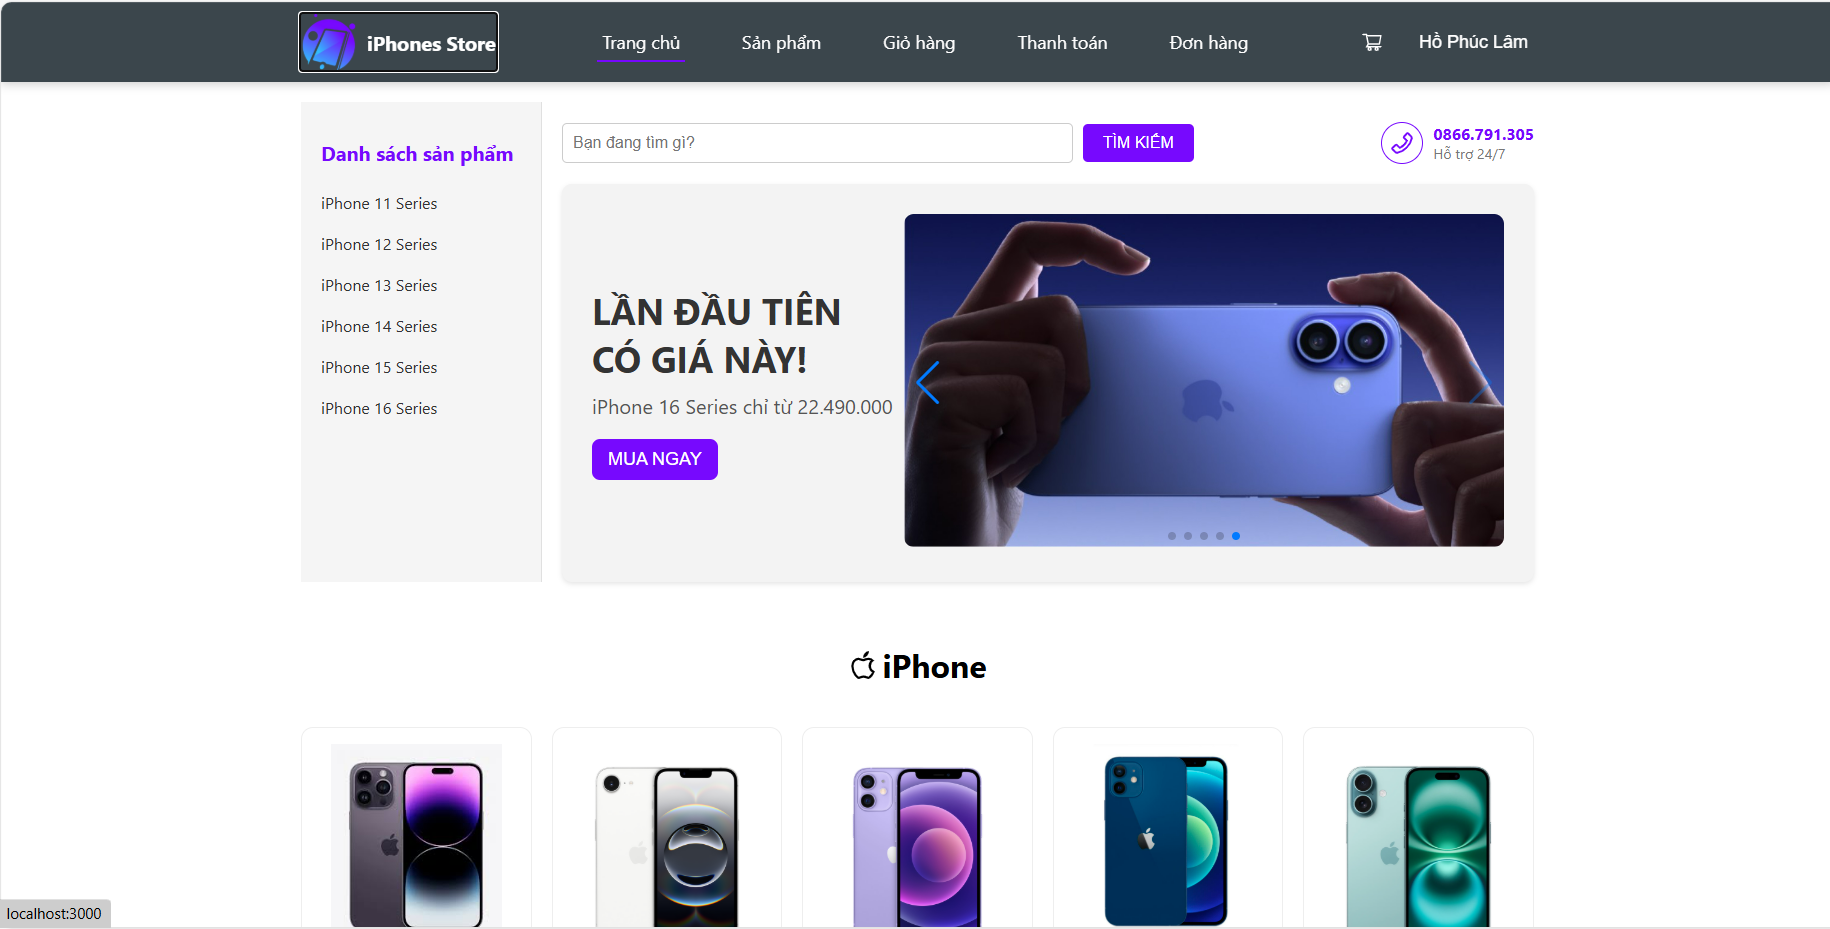 iPhones Store
Trang chủ
Sản phẩm
Giỏ hàng
Thanh toán
Đơn hàng
Hồ Phúc Lâm
Danh sách sản phẩm
iPhone 11 Series
iPhone 12 Series
iPhone 13 Series
iPhone 14 Series
iPhone 15 Series
iPhone 16 Series
Bạn đang tìm gì?
TÌM KIẾM
0866.791.305
Hỗ trợ 24/7
LẦN ĐẦU TIÊN
CÓ GIÁ NÀY!
iPhone 16 Series chỉ từ 22.490.000
MUA NGAY
iPhone
localhost:3000